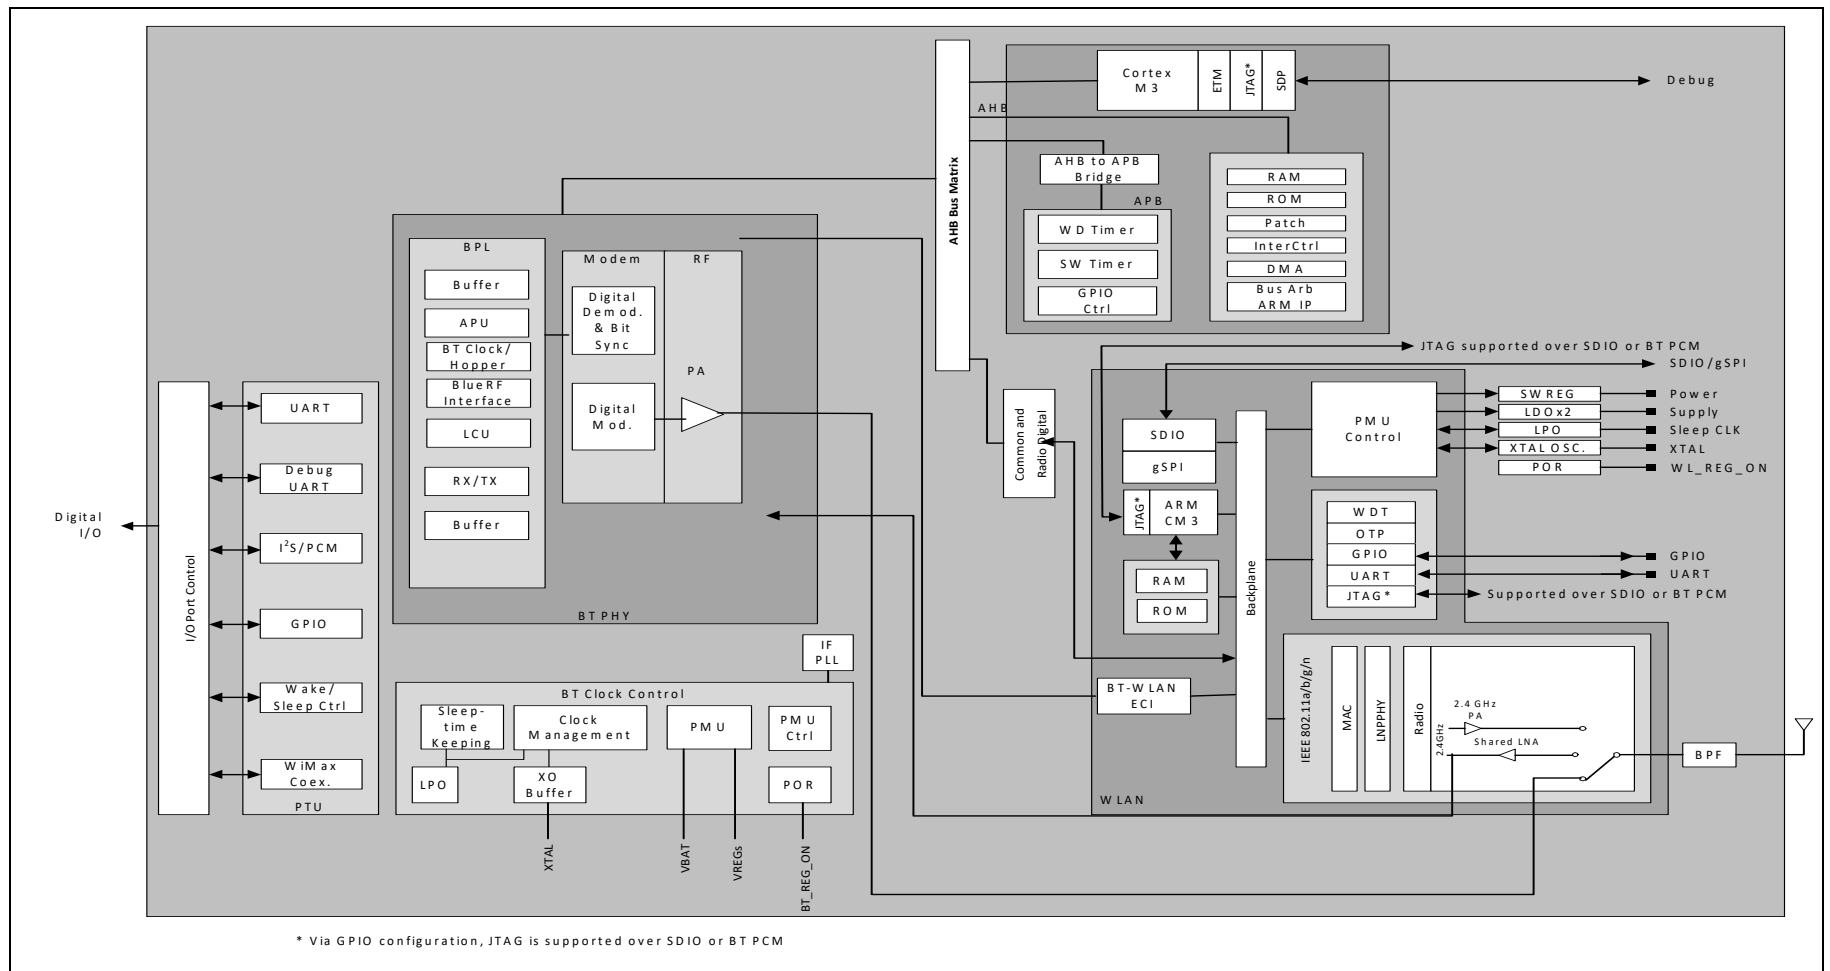 Cortex
M3
ETM
JTAG*
SDP
Debug
AHB
AHB Bus Matrix
AHB to APB
Bridge
APB
WD Timer
SW Timer
GPIO
Ctrl
RAM
ROM
Patch
InterCtrl
DMA
Bus Arb
ARM IP
BPL
Buffer
APU
BT Clock/
Hopper
BlueRF
Interface
LCU
RX/TX
Buffer
Modem
Digital
Demod.
& Bit
Sync
Digital
Mod.
RF
PA
BT PHY
Digital
I/O
I/O Port Control
UART
Debug
UART
I²S/PCM
GPIO
Wake/
Sleep Ctrl
WiMax
Coex.
PTU
IF
PLL
BT Clock Control
Sleep-
time
Keeping
Clock
Management
PMU
PMU
Ctrl
LPO
XO
Buffer
POR
XTAL
VBAT
VREGs
BT_REG_ON
Common and
Radio Digital
JTAG supported over SDIO or BT PCM
SDIO/gSPI
SDIO
gSPI
JTAG*
ARM
CM3
RAM
ROM
Backplane
BT-WLAN
ECI
WLAN
PMU
Control
SW REG
LDO x2
LPO
XTAL OSC.
POR
Power
Supply
Sleep CLK
XTAL
WL_REG_ON
WDT
OTP
GPIO
UART
JTAG*
GPIO
UART
Supported over SDIO or BT PCM
IEEE 802.11a/b/g/n
MAC
LNPPHY
Radio
2.4GHz
2.4 GHz
PA
Shared LNA
BPF
* Via GPIO configuration, JTAG is supported over SDIO or BT PCM